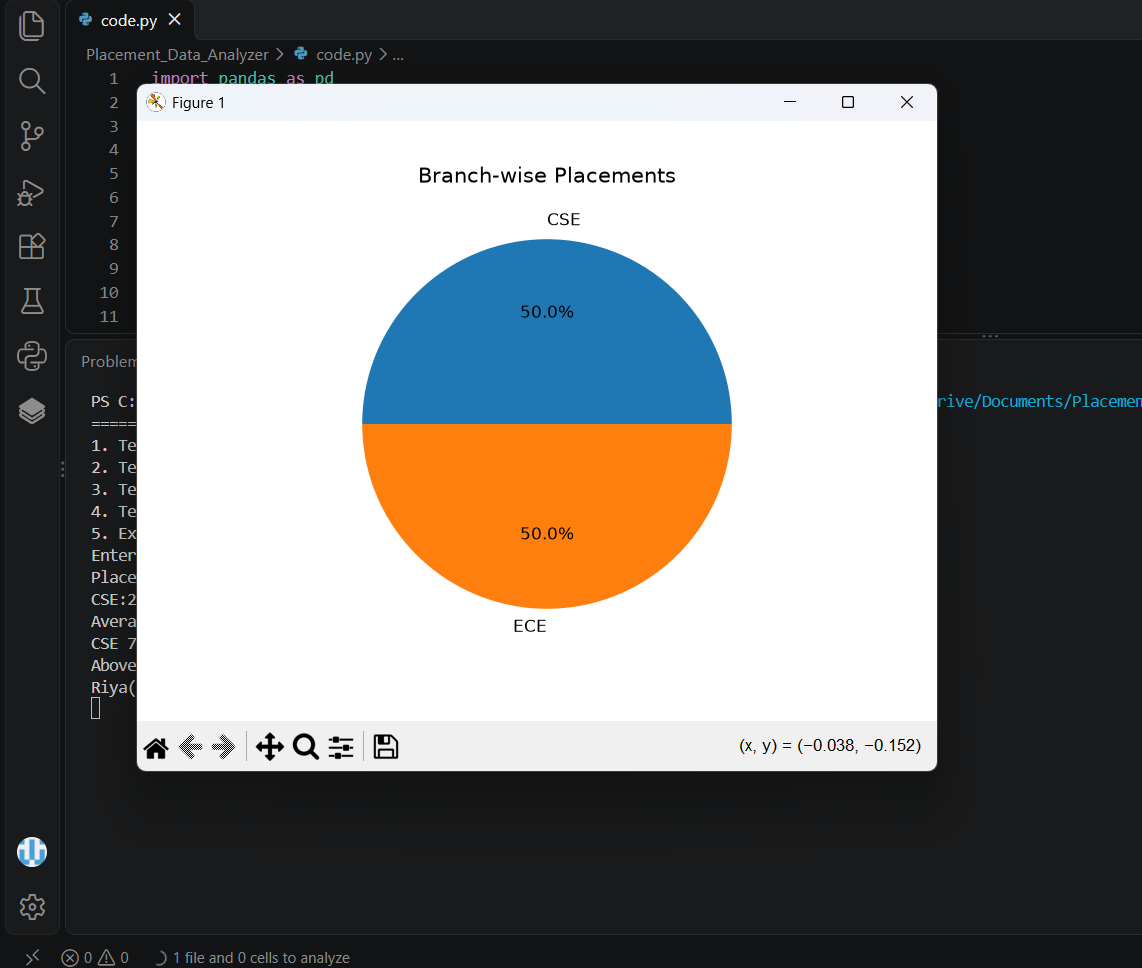 code.py
Placement_Data_Analyzer > code.py > ...
1 import pandas as pd
2
3
4
5
6
7
8
9
10
11
Figure 1
Branch-wise Placements
CSE
50.0%
50.0%
ECE
(x, y) = (−0.038, −0.152)
Problem
PS C: rive/Documents/Placemen
=====
1. Te
2. Te
3. Te
4. Te
5. Ex
Enter
Place
CSE:2
Avera
CSE 7
Above
Riya(
0 0 1 file and 0 cells to analyze